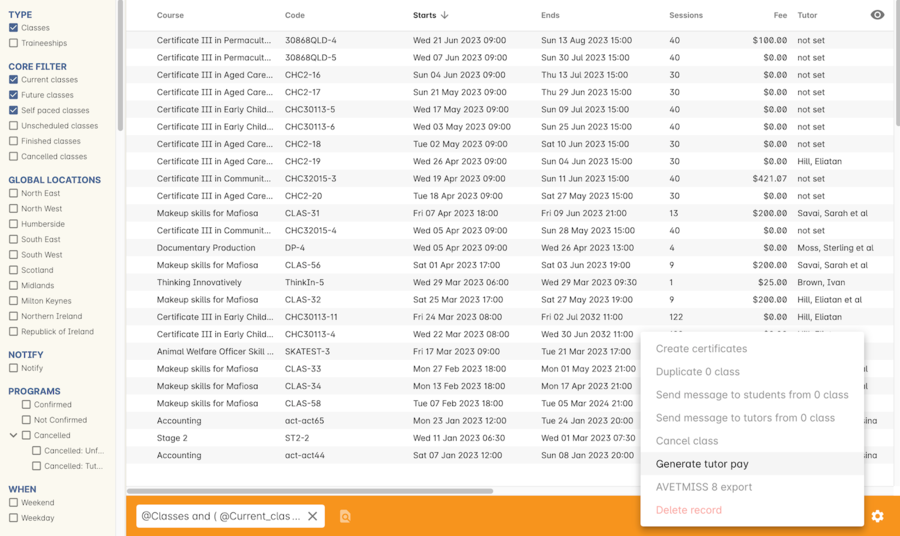 TYPE
Classes
Traineeships
CORE FILTER
Current classes
Future classes
Self paced classes
Unscheduled classes
Finished classes
Cancelled classes
GLOBAL LOCATIONS
North East
North West
Humberside
South East
South West
Scotland
Midlands
Milton Keynes
Northern Ireland
Republick of Ireland
NOTIFY
Notify
PROGRAMS
Confirmed
Not Confirmed
Cancelled
Cancelled: Unf...
Cancelled: Tut...
WHEN
Weekend
Weekday
Course Code Starts Ends Sessions Fee Tutor
Certificate III in Permacult... 30868QLD-4 Wed 21 Jun 2023 09:00 Sun 13 Aug 2023 15:00 40 $100.00 not set
Certificate III in Permacult... 30868QLD-5 Wed 07 Jun 2023 09:00 Sun 30 Jul 2023 15:00 40 $0.00 not set
Certificate III in Aged Care... CHC2-16 Sun 04 Jun 2023 09:00 Thu 13 Jul 2023 15:00 30 $0.00 not set
Certificate III in Aged Care... CHC2-17 Sun 21 May 2023 09:00 Thu 29 Jun 2023 15:00 30 $0.00 not set
Certificate III in Early Child... CHC30113-5 Wed 17 May 2023 09:00 Sun 09 Jul 2023 15:00 40 $0.00 not set
Certificate III in Early Child... CHC30113-6 Wed 03 May 2023 09:00 Sun 25 Jun 2023 15:00 40 $0.00 not set
Certificate III in Aged Care... CHC2-18 Tue 02 May 2023 09:00 Sat 10 Jun 2023 15:00 30 $0.00 not set
Certificate III in Aged Care... CHC2-19 Wed 26 Apr 2023 09:00 Sun 04 Jun 2023 15:00 30 $0.00 Hill, Eliatan
Certificate III in Communit... CHC32015-3 Wed 19 Apr 2023 09:00 Sun 11 Jun 2023 15:00 40 $421.07 not set
Certificate III in Aged Care... CHC2-20 Tue 18 Apr 2023 09:00 Sat 27 May 2023 15:00 30 $0.00 not set
Makeup skills for Mafiosa CLAS-31 Fri 07 Apr 2023 18:00 Fri 09 Jun 2023 21:00 13 $200.00 Savai, Sarah et al
Certificate III in Communit... CHC32015-4 Wed 05 Apr 2023 09:00 Sun 28 May 2023 15:00 40 $0.00 not set
Documentary Production DP-4 Wed 05 Apr 2023 09:00 Wed 26 Apr 2023 13:00 4 $0.00 Moss, Sterling et al
Makeup skills for Mafiosa CLAS-56 Sat 01 Apr 2023 17:00 Sat 03 Jun 2023 19:00 9 $200.00 Savai, Sarah et al
Thinking Innovatively ThinkIn-5 Wed 29 Mar 2023 06:00 Wed 29 Mar 2023 09:30 1 $25.00 Brown, Ivan
Makeup skills for Mafiosa CLAS-32 Sat 25 Mar 2023 17:00 Sat 27 May 2023 19:00 9 $200.00 Hill, Eliatan et al
Certificate III in Early Child... CHC30113-11 Fri 24 Mar 2023 08:00 Fri 02 Jul 2032 11:00 122 $0.00 Hill, Eliatan
Certificate III in Early Child... CHC30113-4 Wed 22 Mar 2023 08:00 Wed 30 Jun 2032 11:00
Animal Welfare Officer Skill ... SKATEST-3 Fri 17 Mar 2023 09:00 Tue 21 Mar 2023 17:00
Makeup skills for Mafiosa CLAS-33 Mon 27 Feb 2023 18:00 Mon 01 May 2023 21:00
Makeup skills for Mafiosa CLAS-34 Mon 13 Feb 2023 18:00 Mon 17 Apr 2023 21:00
Makeup skills for Mafiosa CLAS-58 Tue 07 Feb 2023 18:00 Tue 05 Mar 2024 21:00
Accounting act-act65 Mon 23 Jan 2023 12:00 Tue 24 Jan 2023 20:00
Stage 2 ST2-2 Wed 11 Jan 2023 06:30 Wed 01 Mar 2023 07:30
Accounting act-act44 Sat 07 Jan 2023 12:00 Sun 08 Jan 2023 20:00
Create certificates
Duplicate 0 class
Send message to students from 0 class
Send message to tutors from 0 class
Cancel class
Generate tutor pay
AVETMISS 8 export
Delete record
@Classes and ( @Current_clas ...